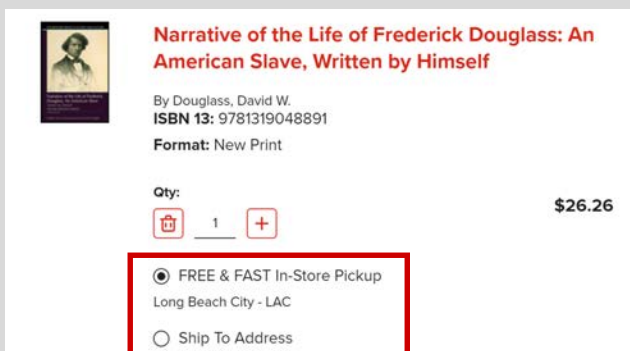 Narrative of the Life of Frederick Douglass: An
American Slave, Written by Himself
By Douglass, David W.
ISBN 13: 9781319048891
Format: New Print
Qty:
1
$26.26
FREE & FAST In-Store Pickup
Long Beach City - LAC
Ship To Address